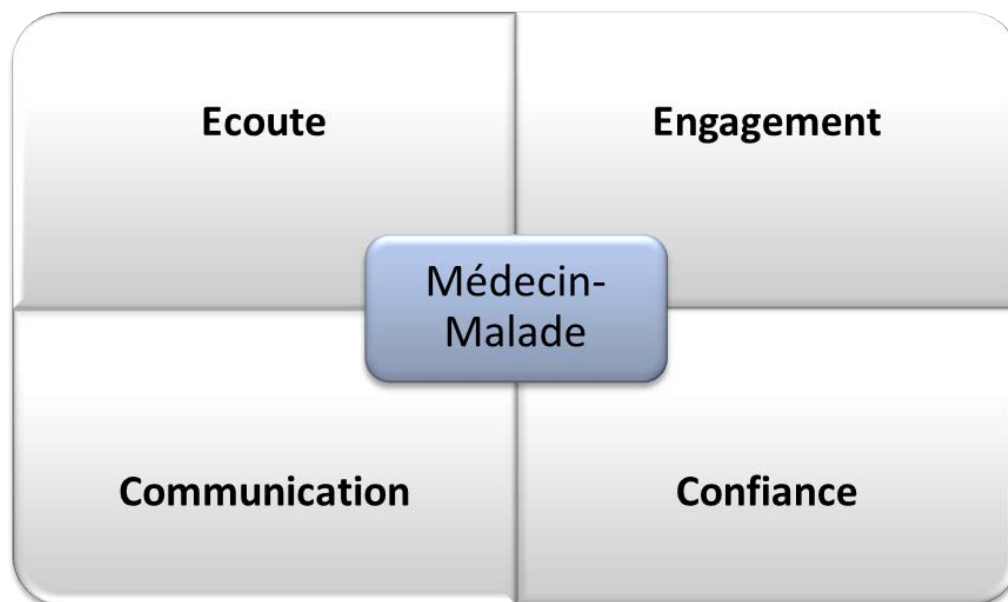 Ecoute
Engagement
Médecin-
Malade
Communication
Confiance